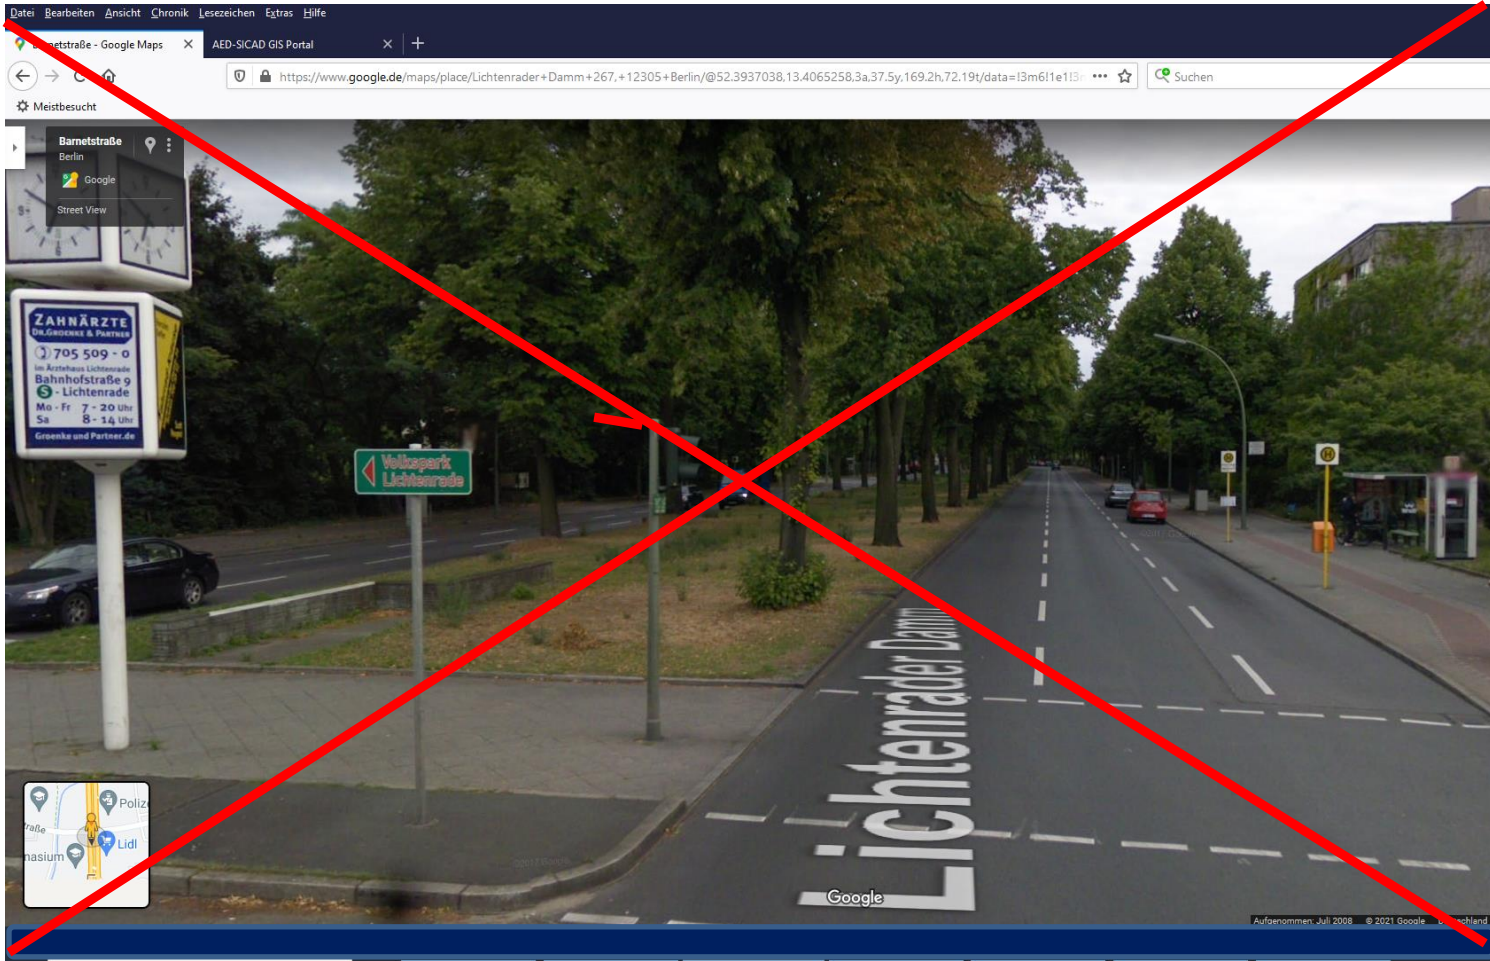 Datei Bearbeiten Ansicht Chronik Lesezeichen Extras Hilfe
Barnetstraße - Google Maps
AED-SICAD GIS Portal
https://www.google.de/maps/place/Lichtenrader+Damm+267,+12305+Berlin/@52.3937038,13.4065258,3a,37.5y,169.2h,72.19t/data=!3m6!1e1!3
Suchen
Meistbesucht
Barnetstraße
Berlin
Google
Street View
ZAHNÄRZTE
DR.GROENKE & PARTNER
705 509 - 0
im Ärztehaus Lichtenrade
Bahnhofstraße 9
S - Lichtenrade
Mo - Fr 7 - 20 Uhr
Sa 8 - 14 Uhr
Groenke und Partner.de
Volkspark
Lichtenrade
H
H
Lichtenrader Damm
Poliz
raße
Lidl
nasium
Google
Aufgenommen: Juli 2008 © 2021 Google